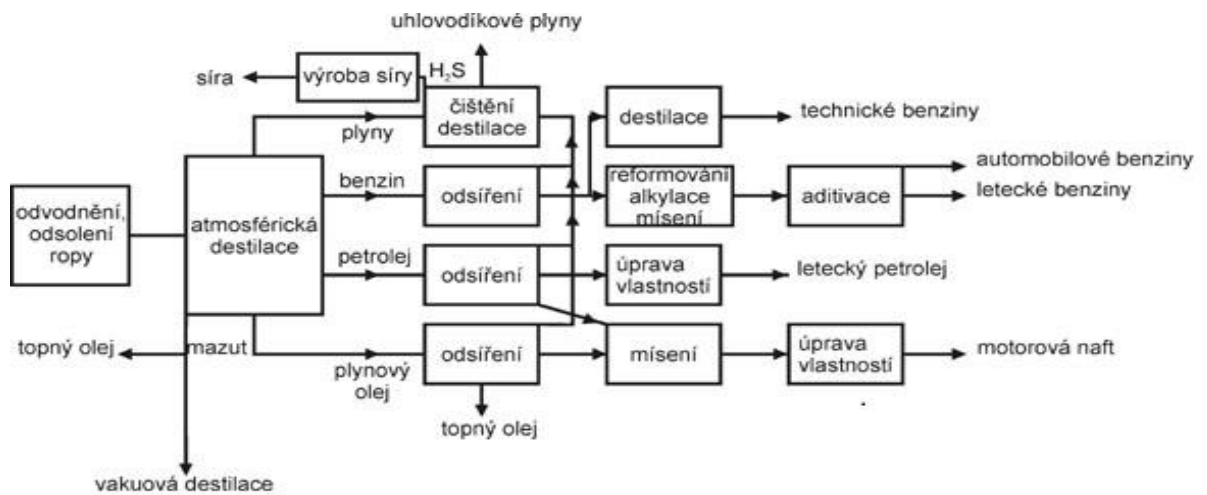 uhlovodíkové plyny
síra
výroba síry
H₂S
plyny
čištění
destilace
destilace
technické benziny
odvodnění,
odsolení
ropy
atmosférická
destilace
benzin
odsíření
reformování
alkylace
mísení
aditivace
automobilové benziny
letecké benziny
petrolej
odsíření
úprava
vlastností
letecký petrolej
topný olej
mazut
plynový
olej
odsíření
mísení
úprava
vlastností
motorová naft
topný olej
vakuová destilace